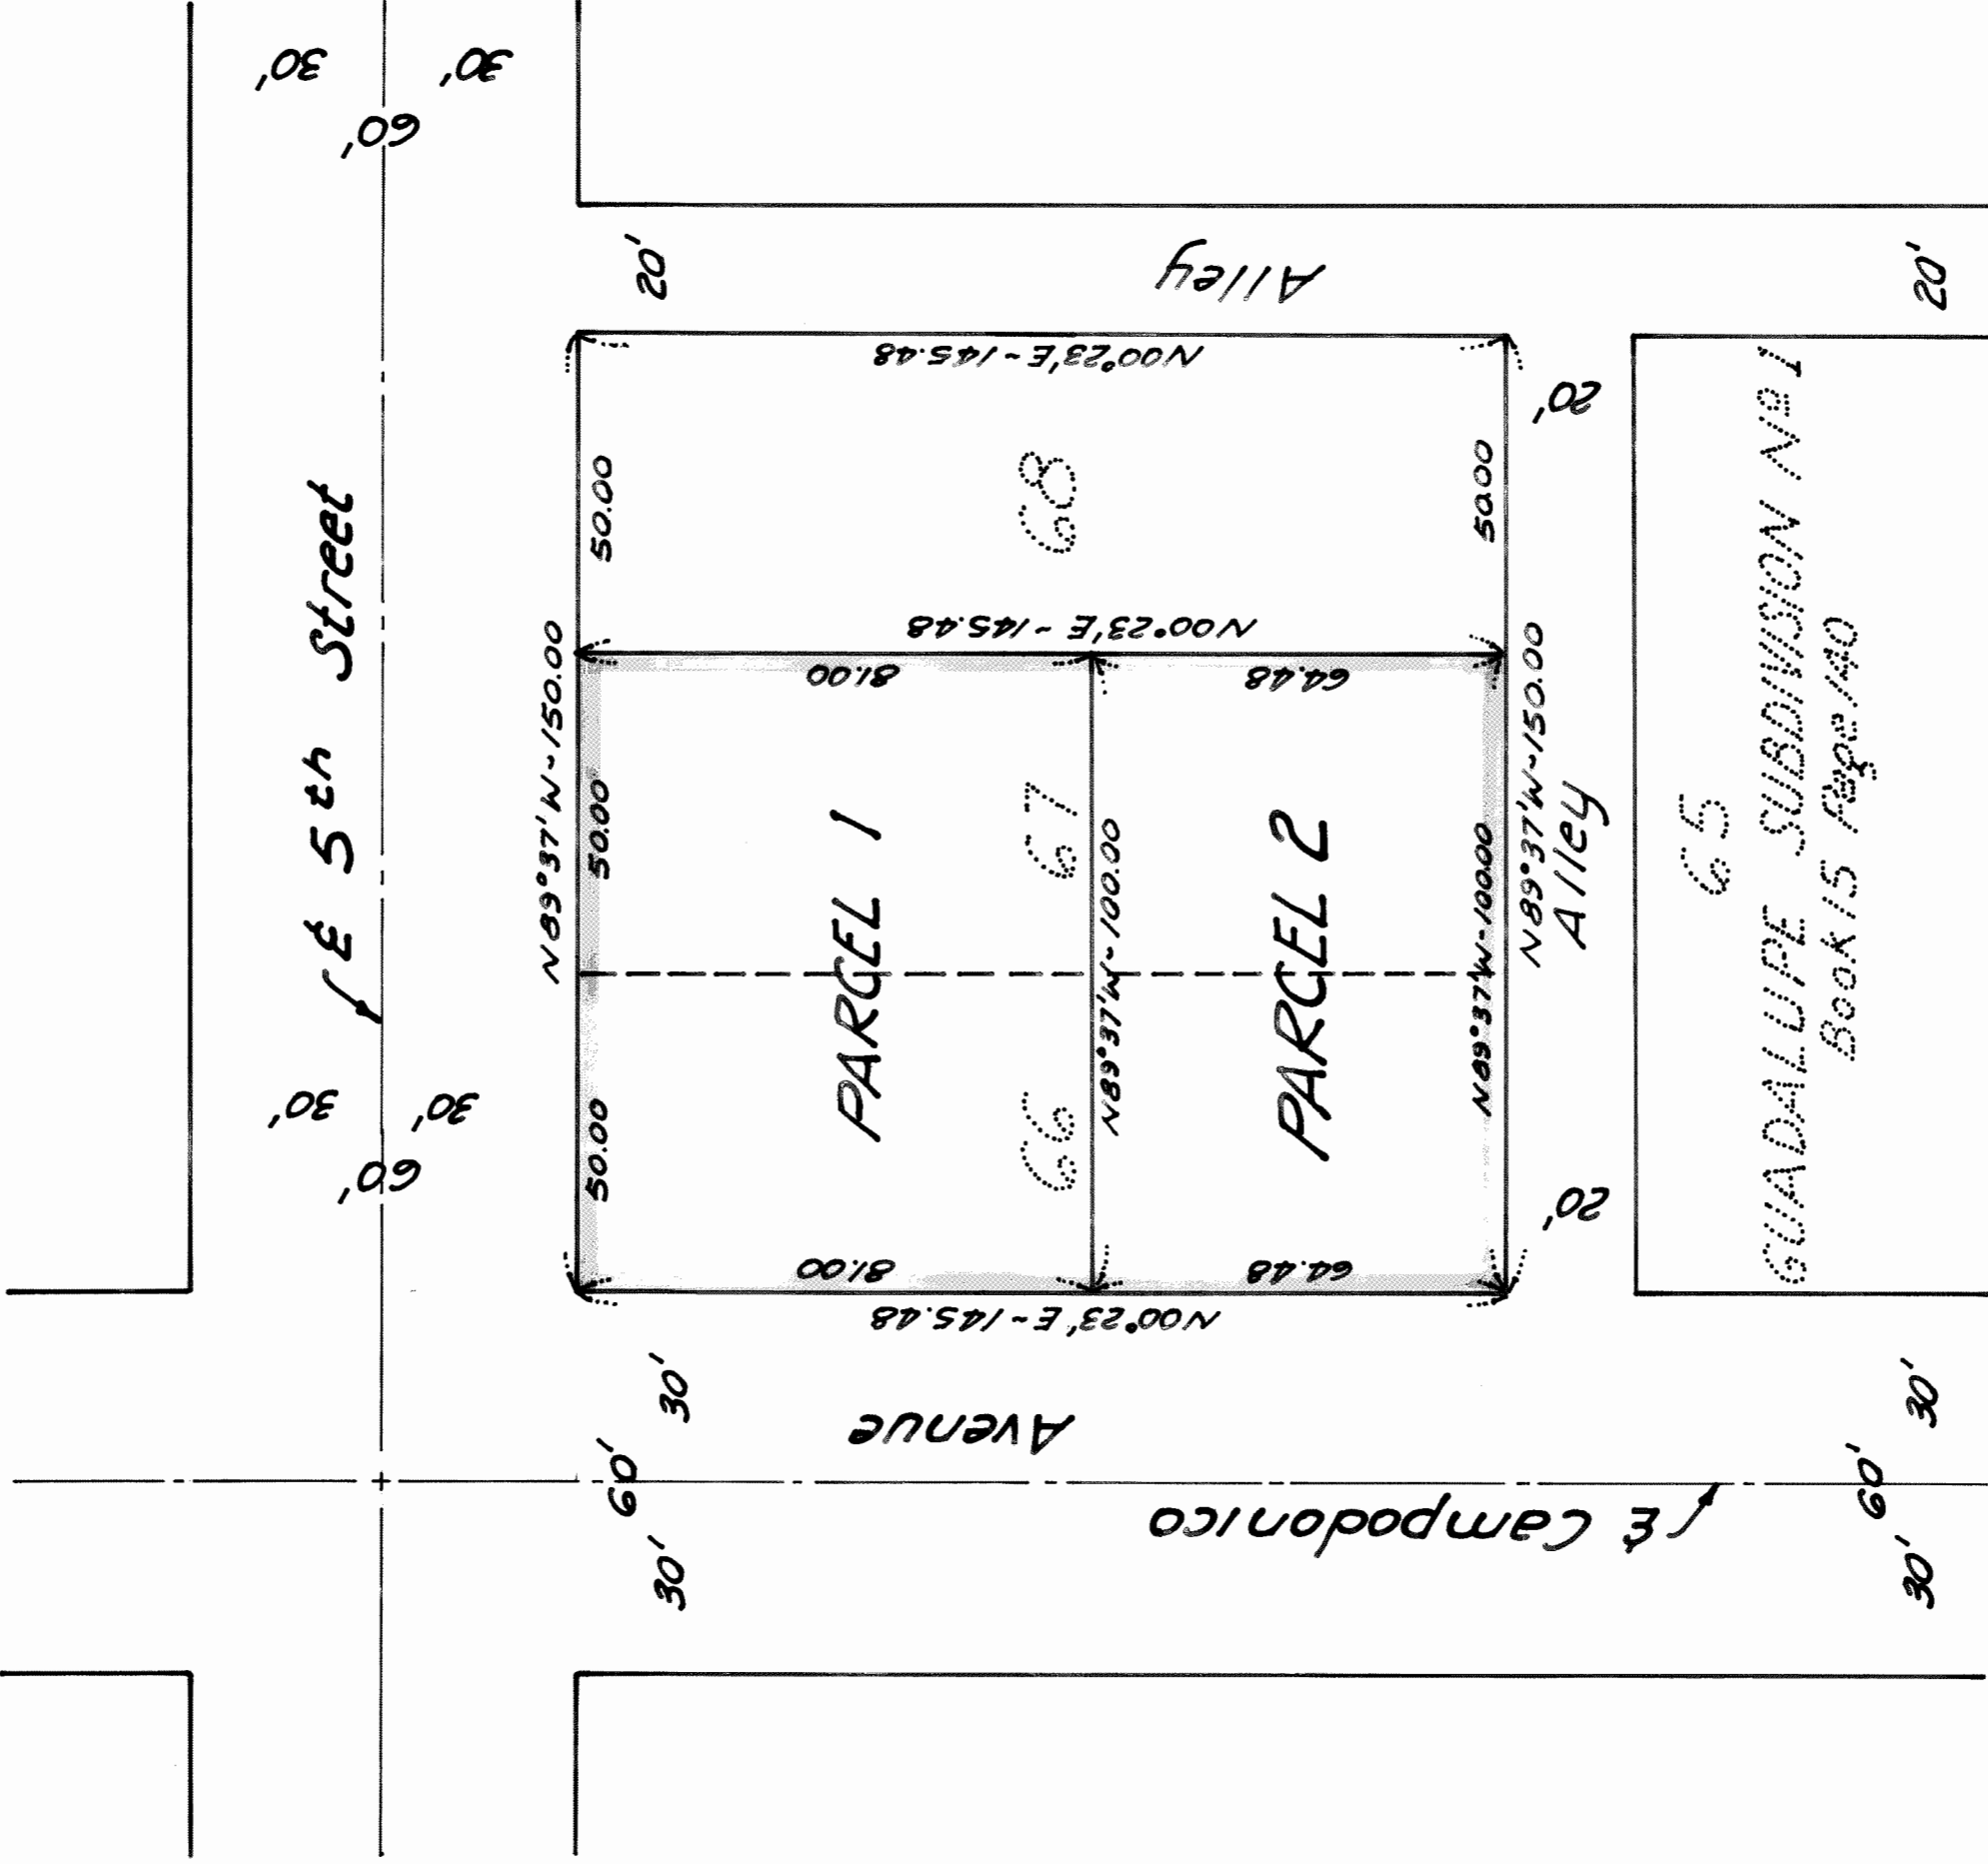 30'
60'
30'
℄ 5th Street
30'
60'
30'
20'
Alley
20'
N00°23'E~145.48
N89°37'W~150.00
50.00
50.00
50.00
68
50.00
N00°23'E~145.48
81.00
64.48
PARCEL 1
66 67
N89°37'W~100.00
PARCEL 2
N89°37'W~100.00
81.00
64.48
N00°23'E~145.48
20'
N89°37'W~150.00
Alley
20'
65
GUADALUPE SUBDIVISION Nº 1
Book 15 Page 140
30'
60'
30'
Avenue
℄ Campodonico
30'
60'
30'